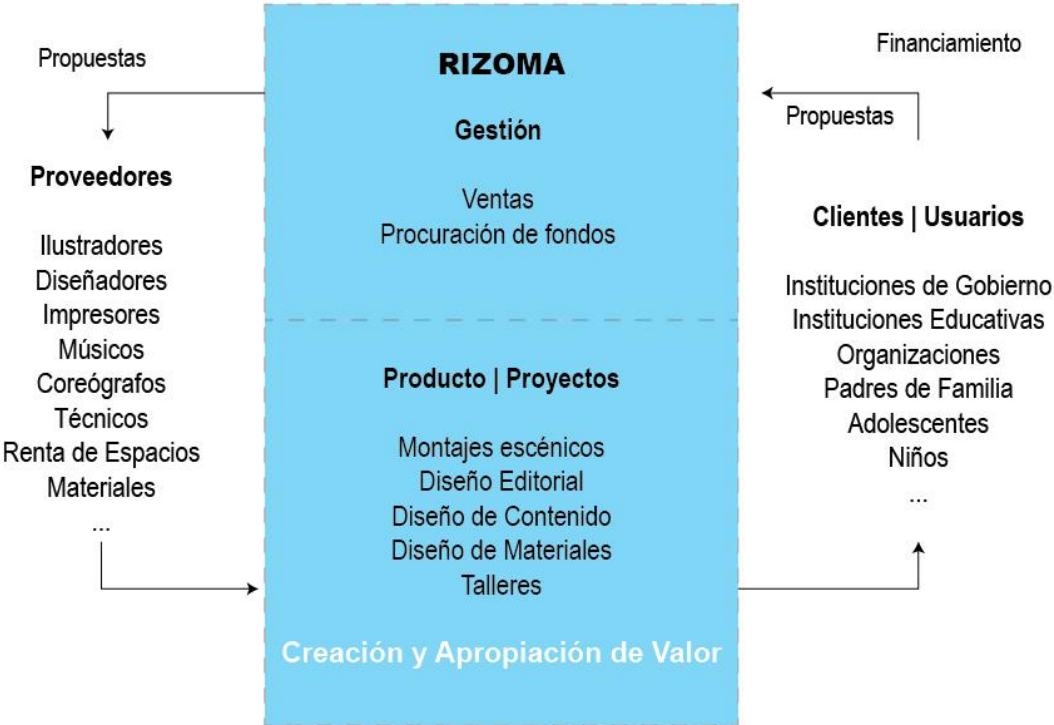 Propuestas
Proveedores
Ilustradores
Diseñadores
Impresores
Músicos
Coreógrafos
Técnicos
Renta de Espacios
Materiales
...
RIZOMA
Gestión
Ventas
Procuración de fondos
Producto | Proyectos
Montajes escénicos
Diseño Editorial
Diseño de Contenido
Diseño de Materiales
Talleres
Creación y Apropiación de Valor
Financiamiento
Propuestas
Clientes | Usuarios
Instituciones de Gobierno
Instituciones Educativas
Organizaciones
Padres de Familia
Adolescentes
Niños
...